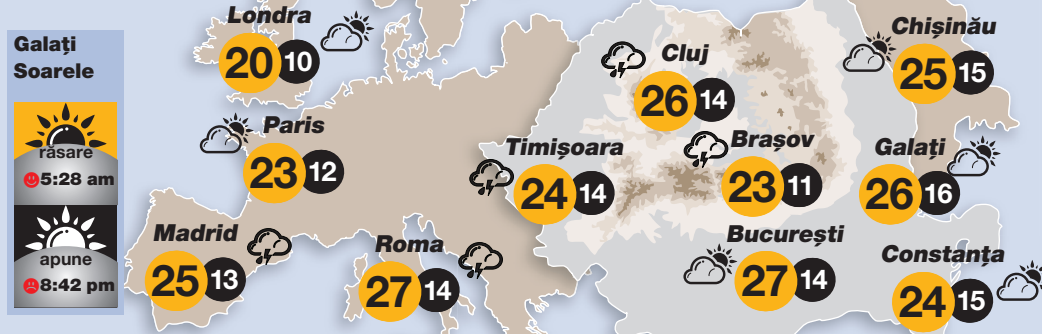 Galați
Soarele
răsare
5:28 am
apune
8:42 pm
Londra
20 10
Paris
23 12
Madrid
25 13
Roma
27 14
Cluj
26 14
Timișoara
24 14
Brașov
23 11
București
27 14
Chișinău
25 15
Galați
26 16
Constanța
24 15